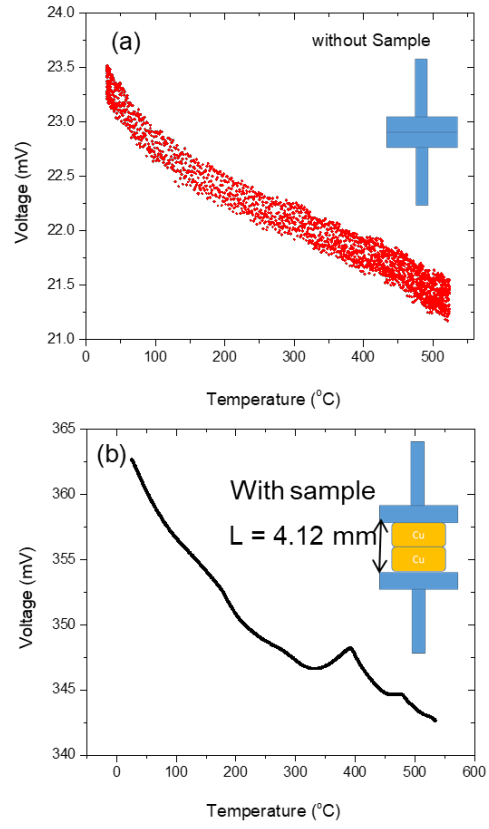 24.0
(a)
without Sample
23.5
23.0
22.5
22.0
21.5
21.0
Voltage (mV)
0 100 200 300 400 500
Temperature (°C)
365
(b)
360
With sample
L = 4.12 mm
Cu
Cu
355
350
345
340
Voltage (mV)
0 100 200 300 400 500 600
Temperature (°C)